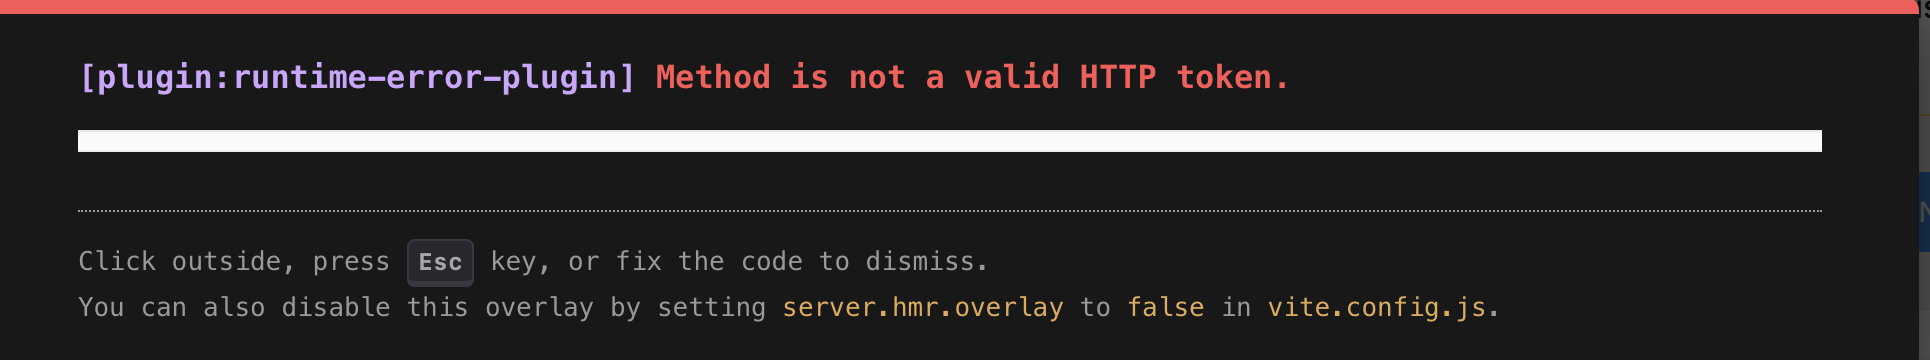 [plugin:runtime-error-plugin] Method is not a valid HTTP token.
Click outside, press Esc key, or fix the code to dismiss.
You can also disable this overlay by setting server.hmr.overlay to false in vite.config.js.